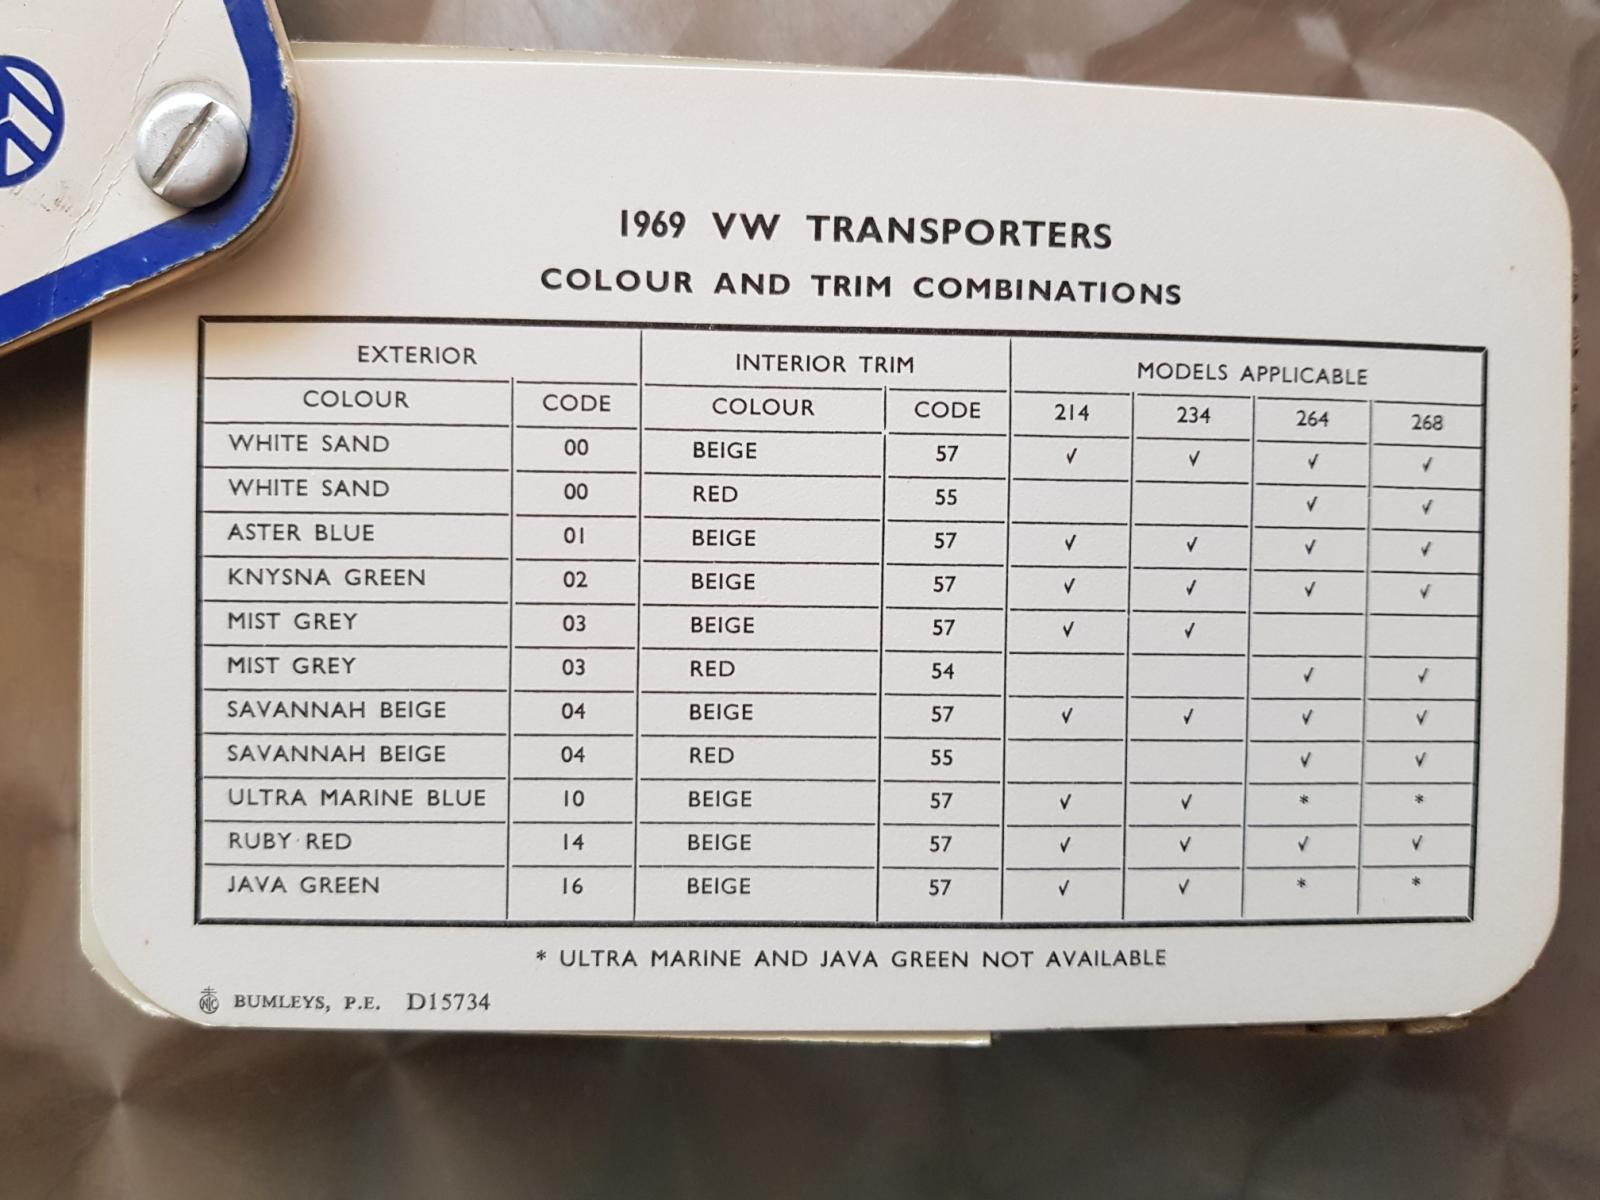 1969 VW TRANSPORTERS
COLOUR AND TRIM COMBINATIONS
EXTERIOR INTERIOR TRIM MODELS APPLICABLE
COLOUR CODE COLOUR CODE 214 234 264 268
WHITE SAND 00 BEIGE 57 ✓ ✓ ✓ ✓
WHITE SAND 00 RED 55 ✓ ✓
ASTER BLUE 01 BEIGE 57 ✓ ✓ ✓ ✓
KNYSNA GREEN 02 BEIGE 57 ✓ ✓ ✓ ✓
MIST GREY 03 BEIGE 57 ✓ ✓
MIST GREY 03 RED 54 ✓ ✓
SAVANNAH BEIGE 04 BEIGE 57 ✓ ✓ ✓ ✓
SAVANNAH BEIGE 04 RED 55 ✓ ✓
ULTRA MARINE BLUE 10 BEIGE 57 ✓ ✓ * *
RUBY RED 14 BEIGE 57 ✓ ✓ ✓ ✓
JAVA GREEN 16 BEIGE 57 ✓ ✓ * *
* ULTRA MARINE AND JAVA GREEN NOT AVAILABLE
BUMLEYS, P.E. D15734